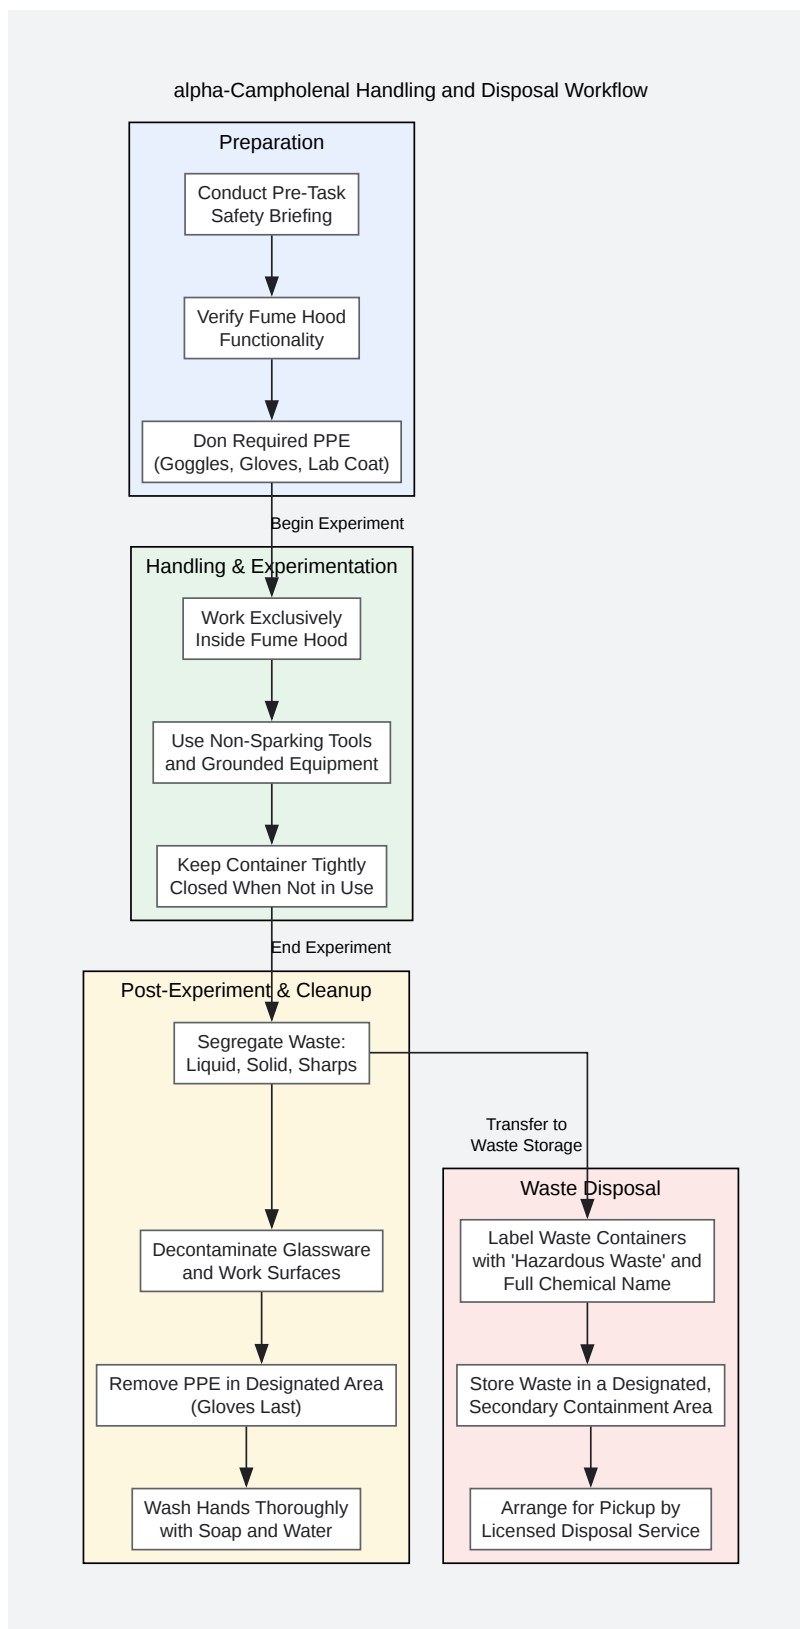 alpha-Campholenal Handling and Disposal Workflow
Preparation
Conduct Pre-Task
Safety Briefing
Verify Fume Hood
Functionality
Don Required PPE
(Goggles, Gloves, Lab Coat)
Begin Experiment
Handling & Experimentation
Work Exclusively
Inside Fume Hood
Use Non-Sparking Tools
and Grounded Equipment
Keep Container Tightly
Closed When Not in Use
End Experiment
Post-Experiment & Cleanup
Segregate Waste:
Liquid, Solid, Sharps
Decontaminate Glassware
and Work Surfaces
Remove PPE in Designated Area
(Gloves Last)
Wash Hands Thoroughly
with Soap and Water
Transfer to
Waste Storage
Waste Disposal
Label Waste Containers
with 'Hazardous Waste' and
Full Chemical Name
Store Waste in a Designated,
Secondary Containment Area
Arrange for Pickup by
Licensed Disposal Service